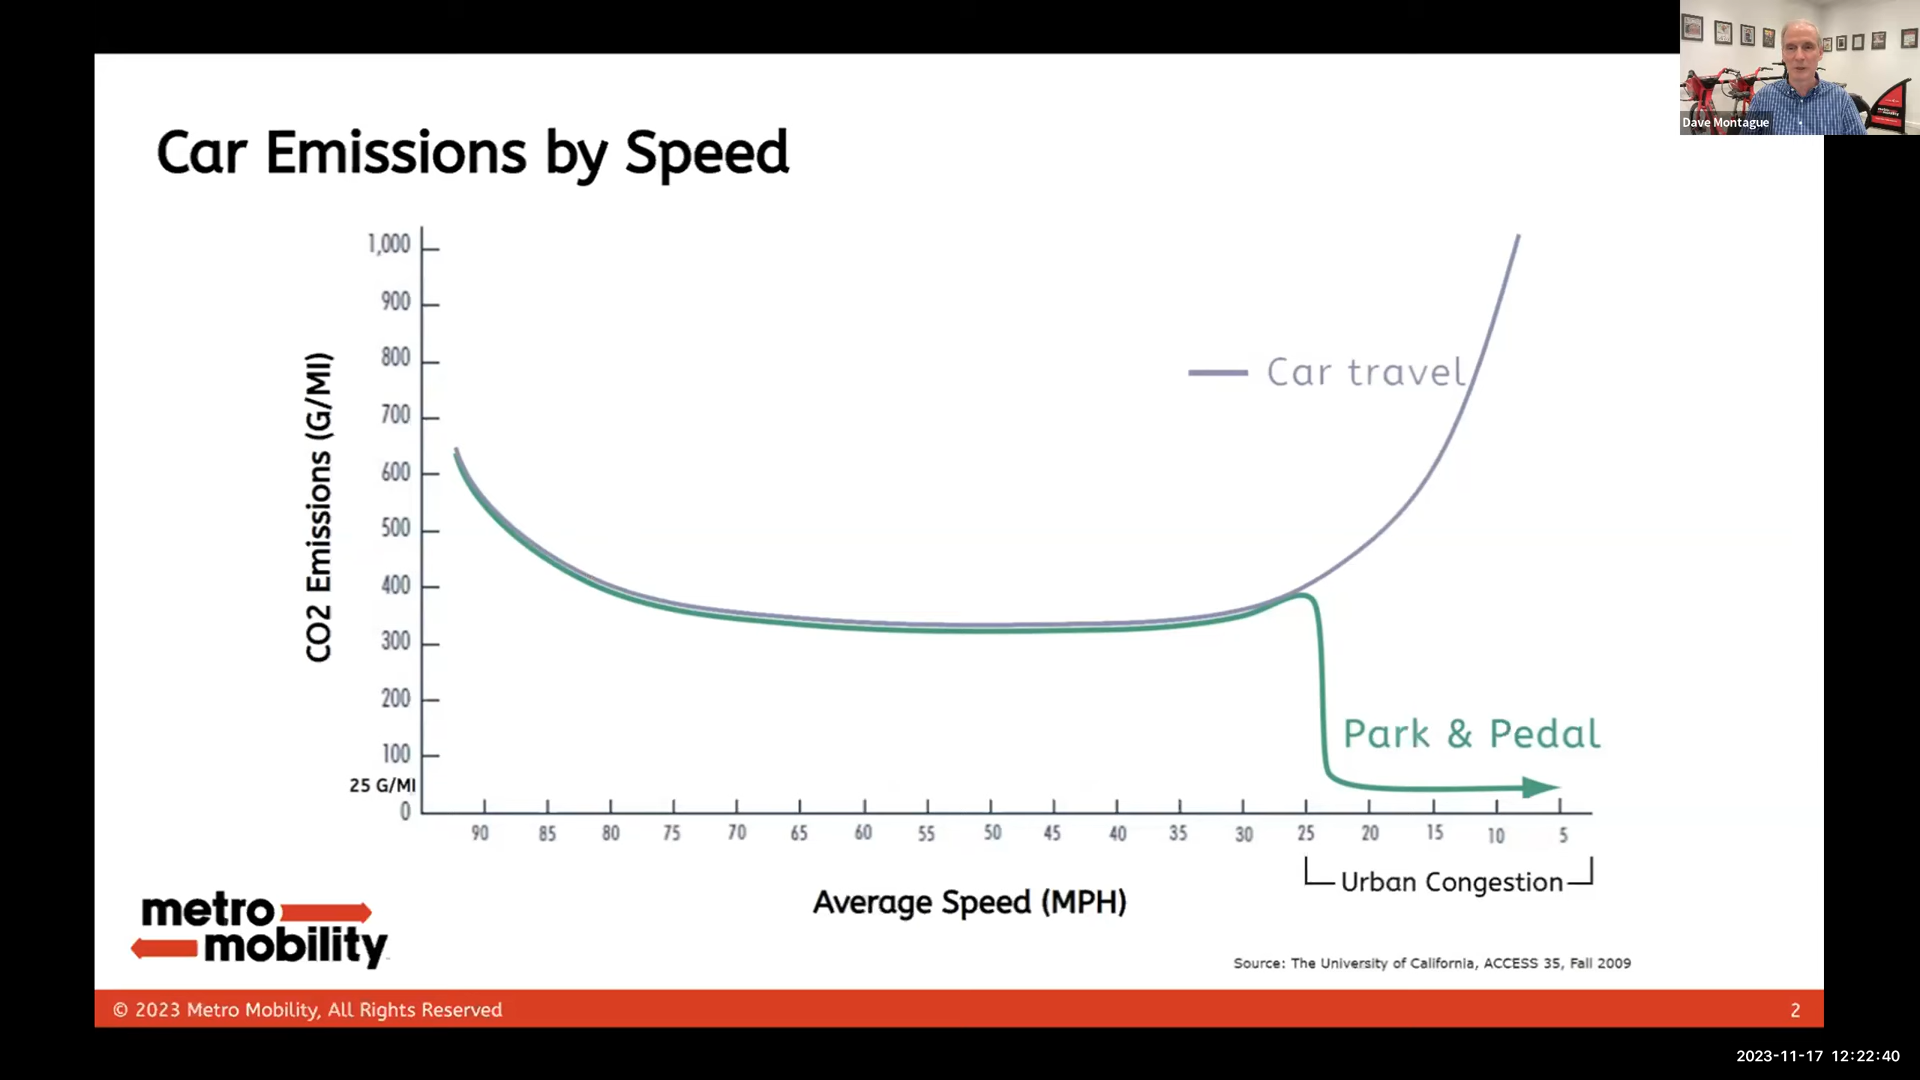 Dave Montague
Car Emissions by Speed
CO2 Emissions (G/MI)
1,000
900
800
700
600
500
400
300
200
100
25 G/MI
0
Car travel
Park & Pedal
90 85 80 75 70 65 60 55 50 45 40 35 30 25 20 15 10 5
Urban Congestion
Average Speed (MPH)
metro
mobility
Source: The University of California, ACCESS 35, Fall 2009
© 2023 Metro Mobility, All Rights Reserved
2
2023-11-17 12:22:40